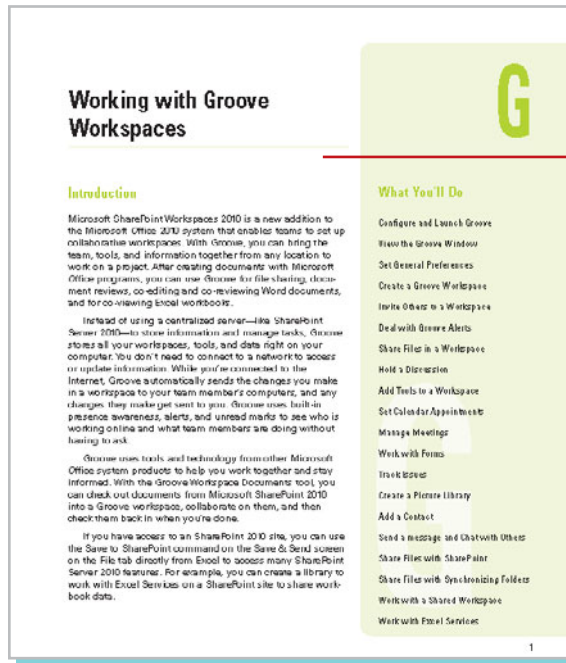 Working with Groove
Workspaces
G
Introduction
Microsoft SharePoint Workspaces 2010 is a new addition to
the Microsoft Office 2010 system that enables teams to set up
collaborative workspaces. With Groove, you can bring the
team, tools, and information together from any location to
work on a project. After creating documents with Microsoft
Office programs, you can use Groove for file sharing, docu-
ment reviews, co-editing and co-reviewing Word documents,
and for co-viewing Excel workbooks.
Instead of using a centralized server—like SharePoint
Server 2010—to store information and manage tasks, Groove
stores all your workspaces, tools, and data right on your
computer. You don't need to connect to a network to access
or update information. While you're connected to the
Internet, Groove automatically sends the changes you make
in a workspace to your team member's computers, and any
changes they make get sent to you. Groove uses built-in
presence awareness, alerts, and unread marks to see who is
working online and what team members are doing without
having to ask.
Groove uses tools and technology from other Microsoft
Office system products to help you work together and stay
informed. With the Groove Workspace Documents tool, you
can check out documents from Microsoft SharePoint 2010
into a Groove workspace, collaborate on them, and then
check them back in when you're done.
If you have access to an SharePoint 2010 site, you can use
the Save to SharePoint command on the Save & Send screen
on the File tab directly from Excel to access many SharePoint
Server 2010 features. For example, you can create a library to
work with Excel Services on a SharePoint site to share work-
book data.
What You'll Do
Configure and Launch Groove
View the Groove Window
Set General Preferences
Create a Groove Workspace
Invite Others to a Workspace
Deal with Groove Alerts
Share Files in a Workspace
Hold a Discussion
Add Tools to a Workspace
Set Calendar Appointments
Manage Meetings
Work with Forms
Track Issues
Create a Picture Library
Add a Contact
Send a message and Chat with Others
Share Files with SharePoint
Share Files with Synchronizing Folders
Work with a Shared Workspace
Work with Excel Services
G
1